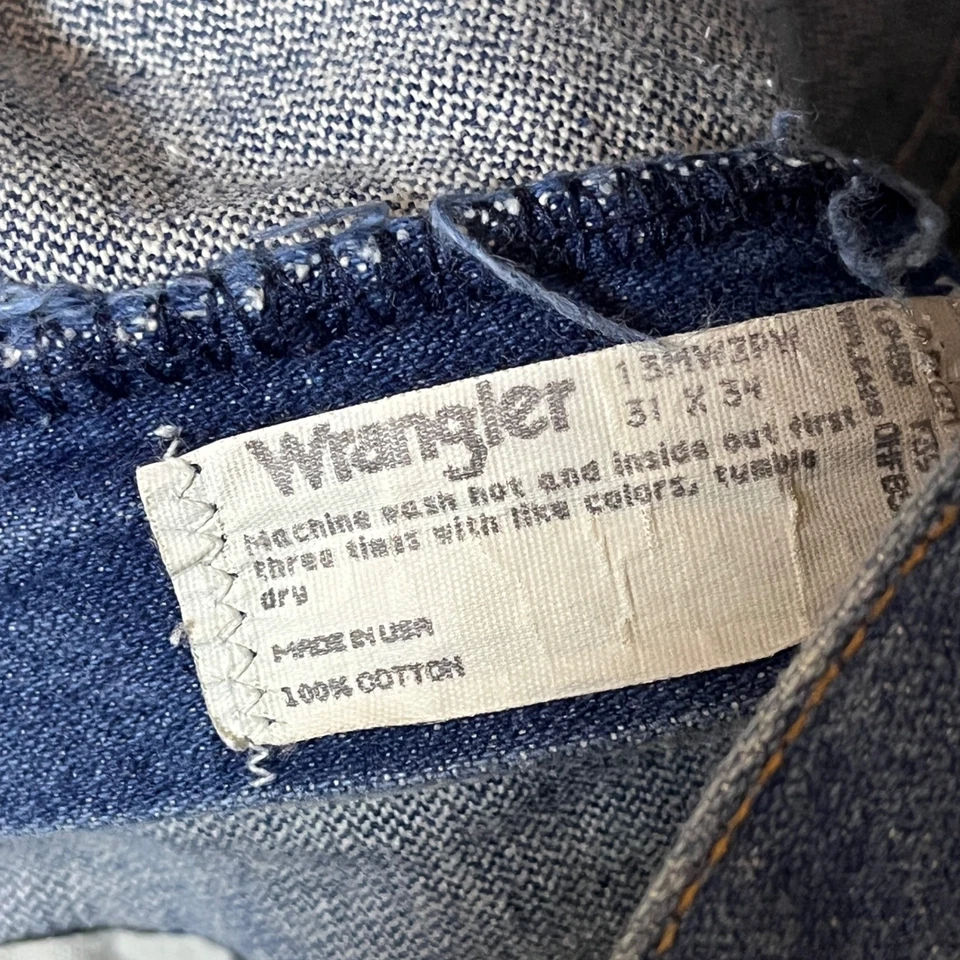 Wrangler
13MWZPW
31 X 34
Machine wash hot and inside out first
three times with like colors, tumble
dry
MADE IN USA
100% COTTON